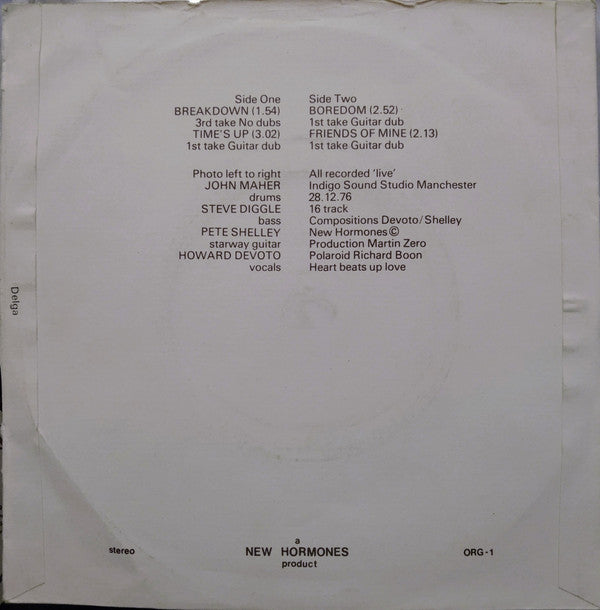 Side One
BREAKDOWN (1.54)
3rd take No dubs
TIME'S UP (3.02)
1st take Guitar dub
Side Two
BOREDOM (2.52)
1st take Guitar dub
FRIENDS OF MINE (2.13)
1st take Guitar dub
Photo left to right
JOHN MAHER
drums
STEVE DIGGLE
bass
PETE SHELLEY
starway guitar
HOWARD DEVOTO
vocals
All recorded 'live'
Indigo Sound Studio Manchester
28.12.76
16 track
Compositions Devoto/Shelley
New Hormones©
Production Martin Zero
Polaroid Richard Boon
Heart beats up love
Delga
stereo
a
NEW HORMONES
product
ORG-1